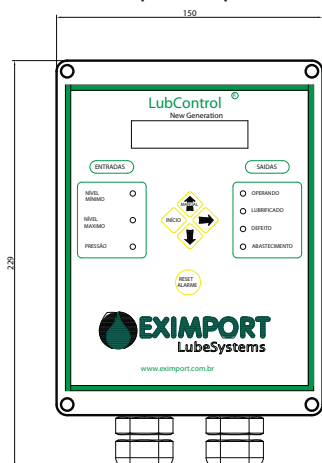 150
229
LubControl ®
New Generation
ENTRADAS
SAIDAS
NÍVEL
MÍNIMO
NÍVEL
MAXIMO
PRESSÃO
MANUAL
INÍCIO
OPERANDO
LUBRIFICADO
DEFEITO
ABASTECIMENTO
RESET
ALARME
EXIMPORT
LubeSystems
www.eximport.com.br